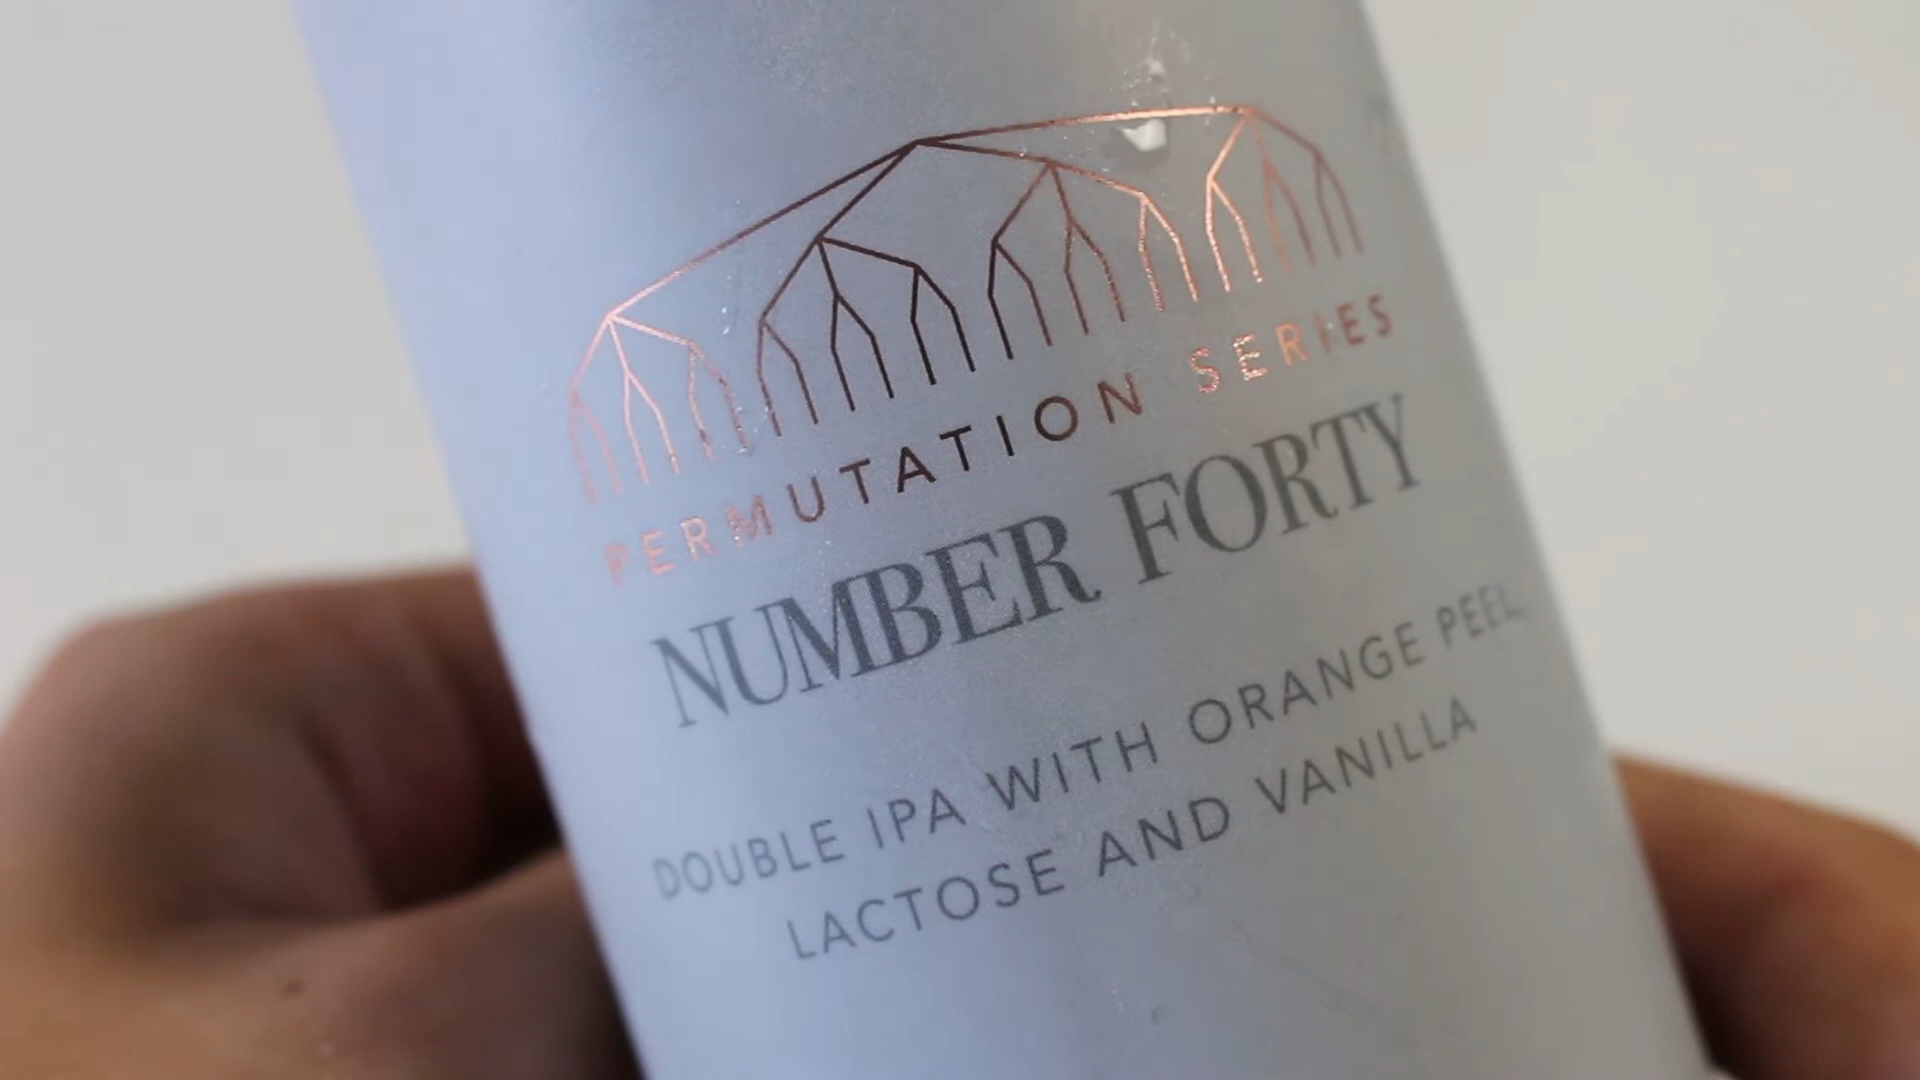 PERMUTATION SERIES
NUMBER FORTY
DOUBLE IPA WITH ORANGE PEEL
LACTOSE AND VANILLA